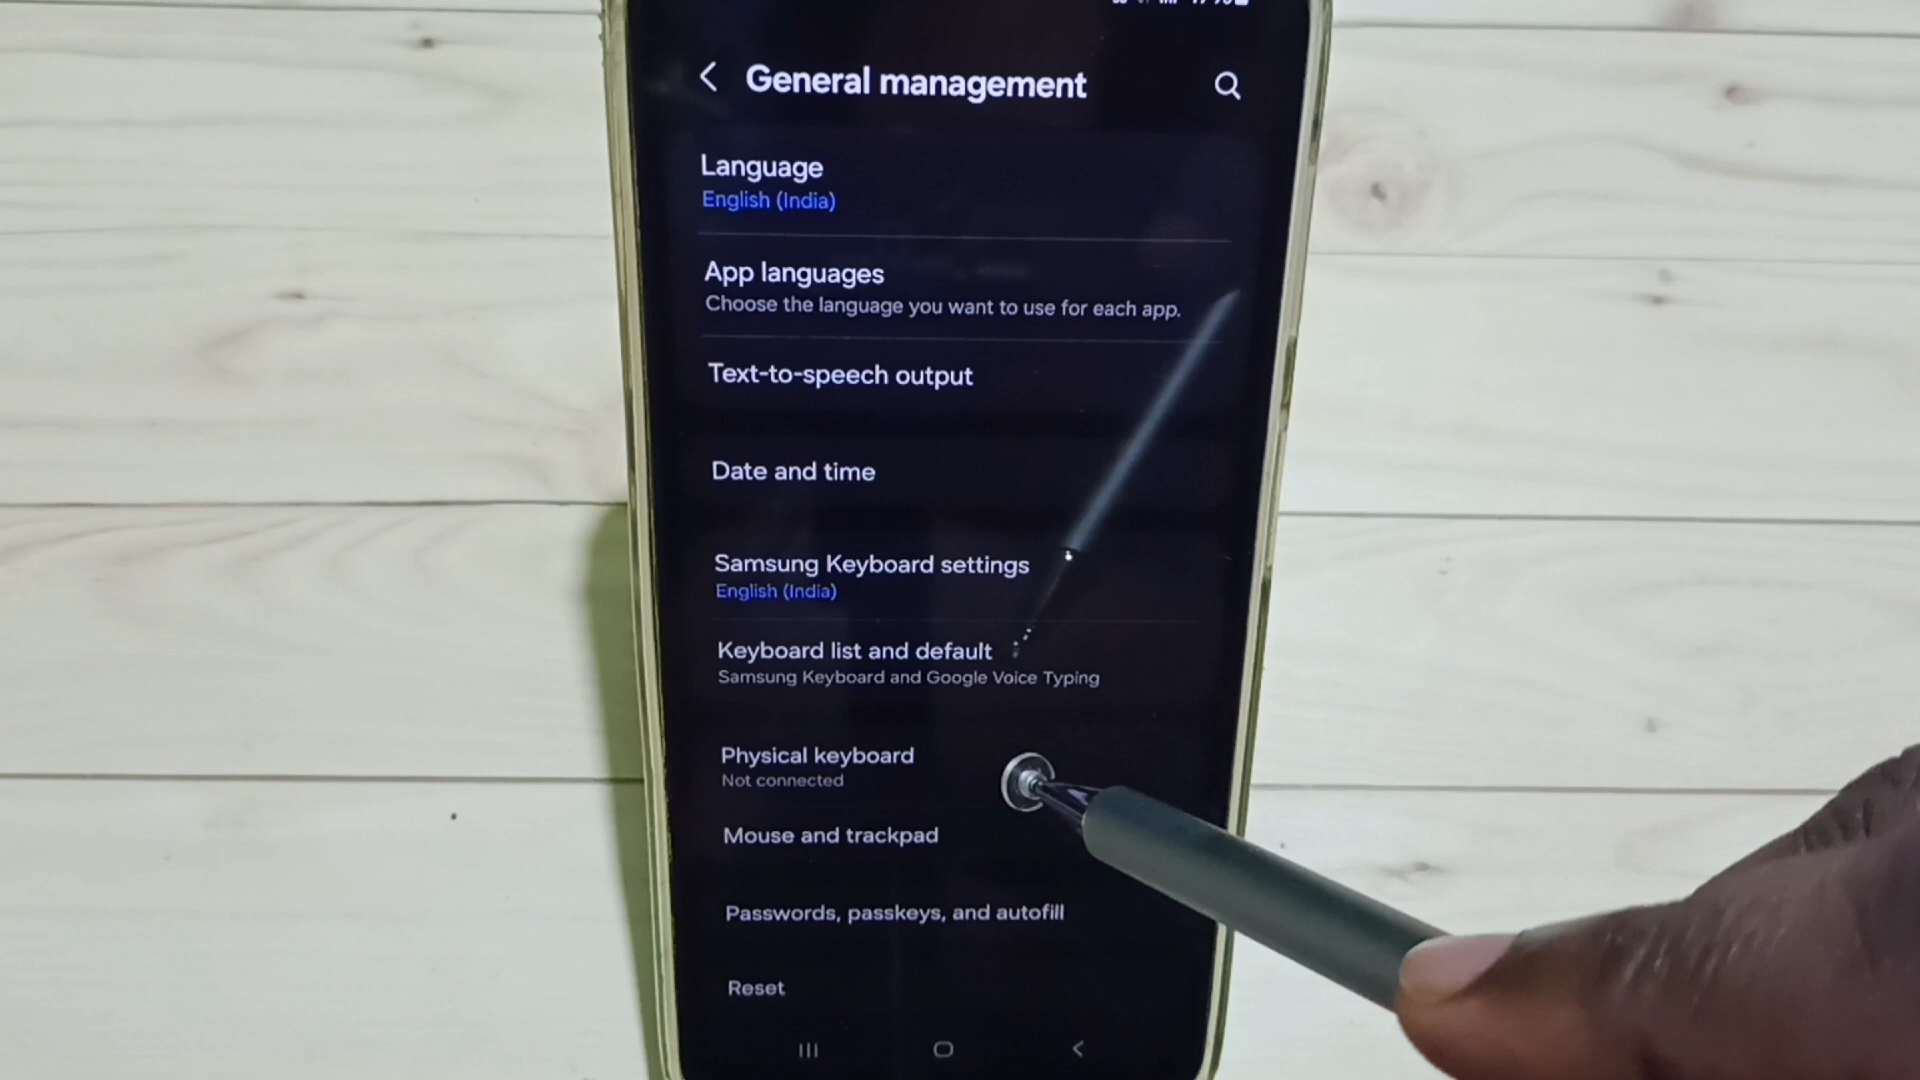 General management
Language
English (India)
App languages
Choose the language you want to use for each app.
Text-to-speech output
Date and time
Samsung Keyboard settings
English (India)
Keyboard list and default
Samsung Keyboard and Google Voice Typing
Physical keyboard
Not connected
Mouse and trackpad
Passwords, passkeys, and autofill
Reset